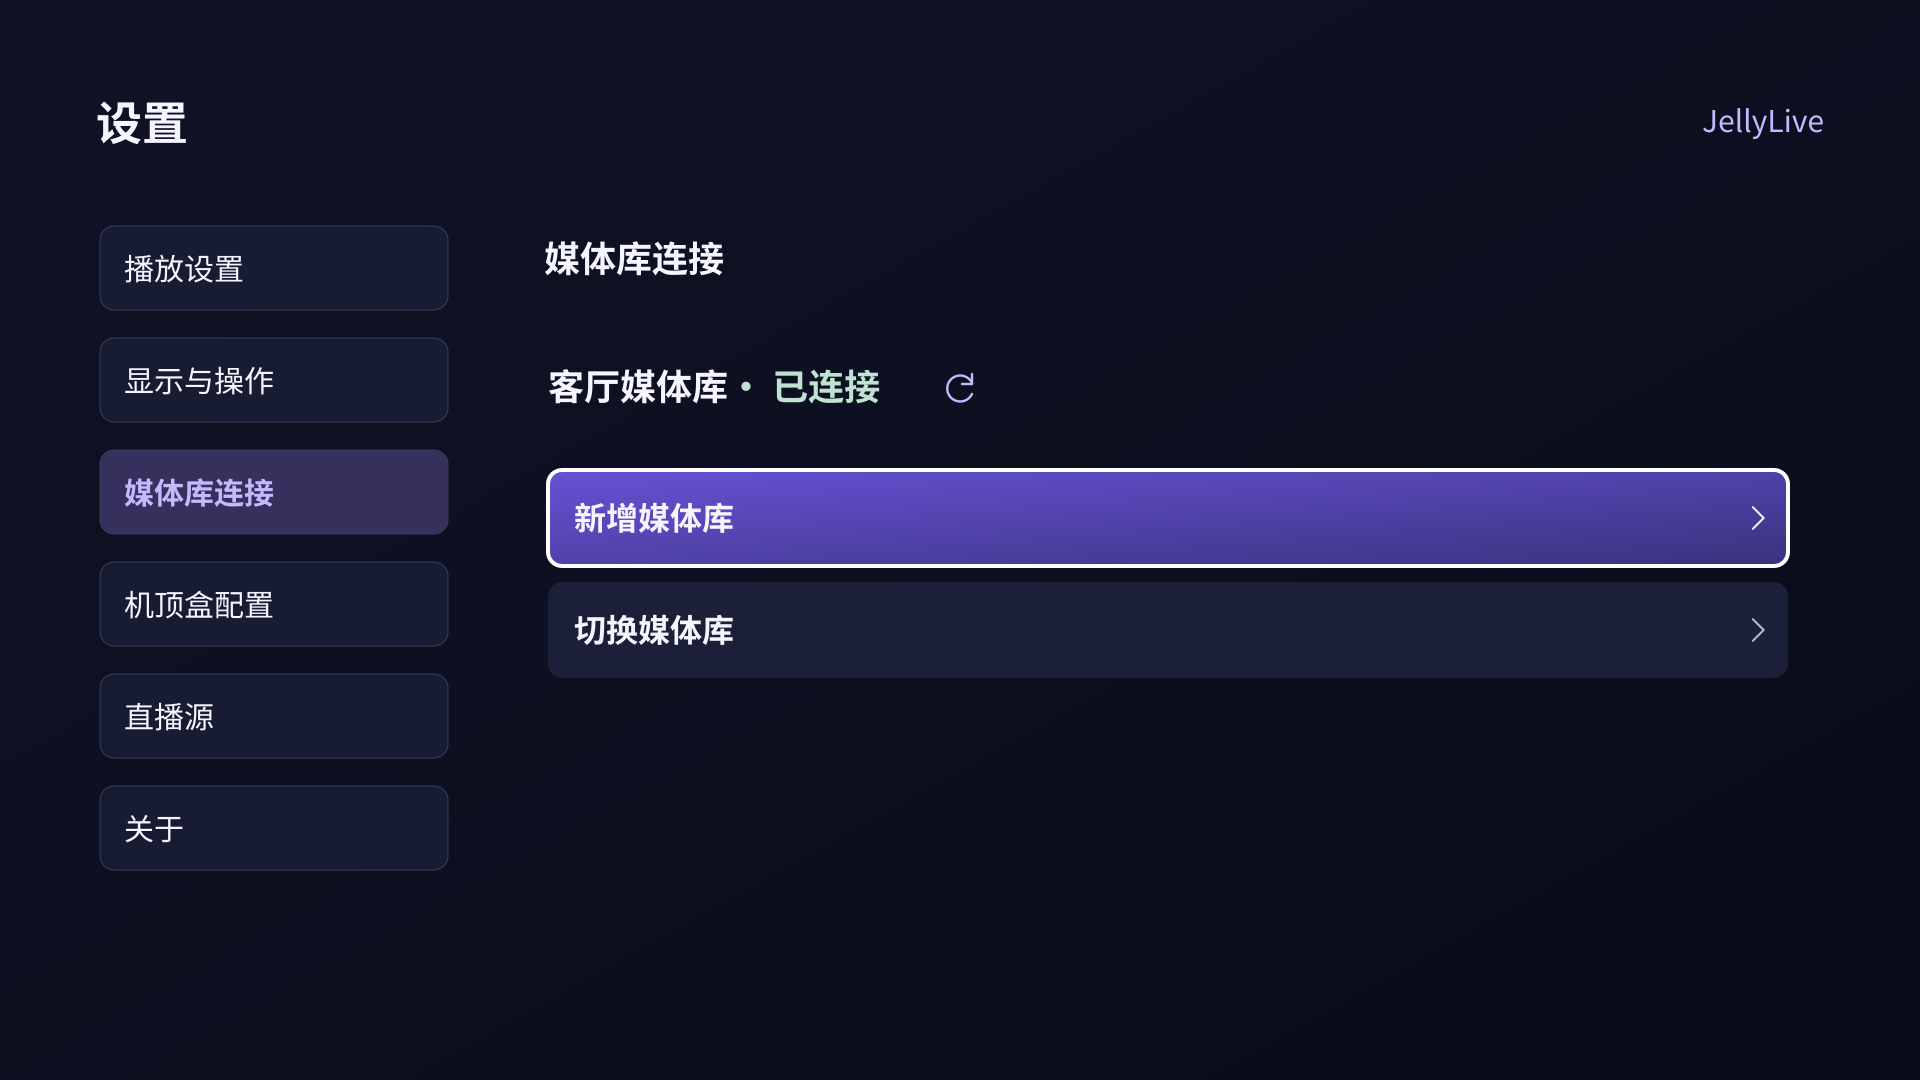 设置
JellyLive
播放设置
显示与操作
媒体库连接
机顶盒配置
直播源
关于
媒体库连接
客厅媒体库 • 已连接
新增媒体库
切换媒体库